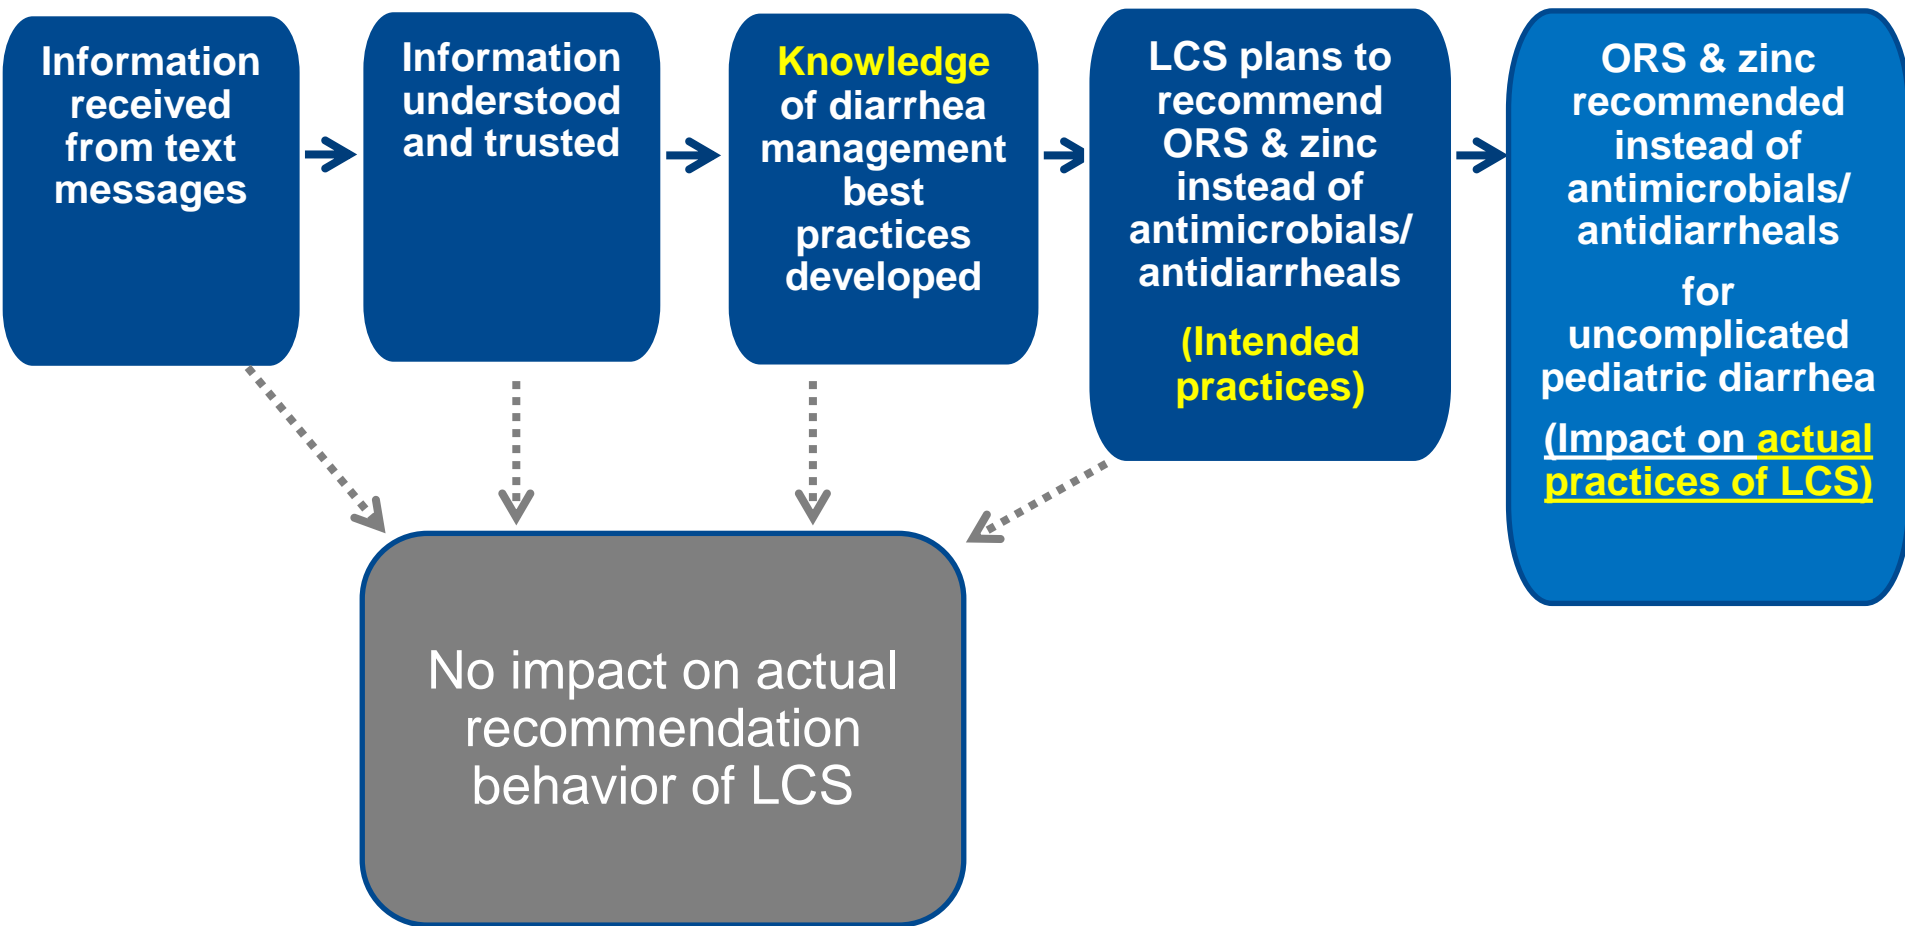 Information
received
from text
messages
Information
understood
and trusted
Knowledge
of diarrhea
management
best
practices
developed
LCS plans to
recommend
ORS & zinc
instead of
antimicrobials/
antidiarrheals
(Intended
practices)
ORS & zinc
recommended
instead of
antimicrobials/
antidiarrheals
for
uncomplicated
pediatric diarrhea
(Impact on actual
practices of LCS)
No impact on actual
recommendation
behavior of LCS